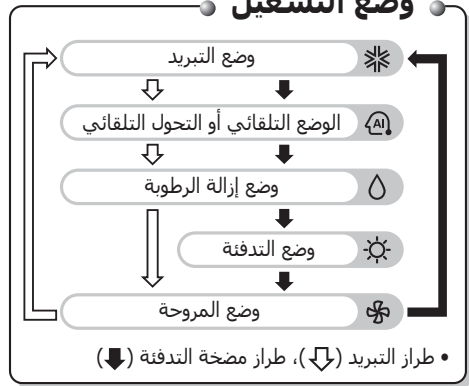 وضع التشغيل
وضع التبريد
AI
الوضع التلقائي أو التحول التلقائي
وضع إزالة الرطوبة
وضع التدفئة
وضع المروحة
• طراز التبريد (⇩)، طراز مضخة التدفئة (⬇)